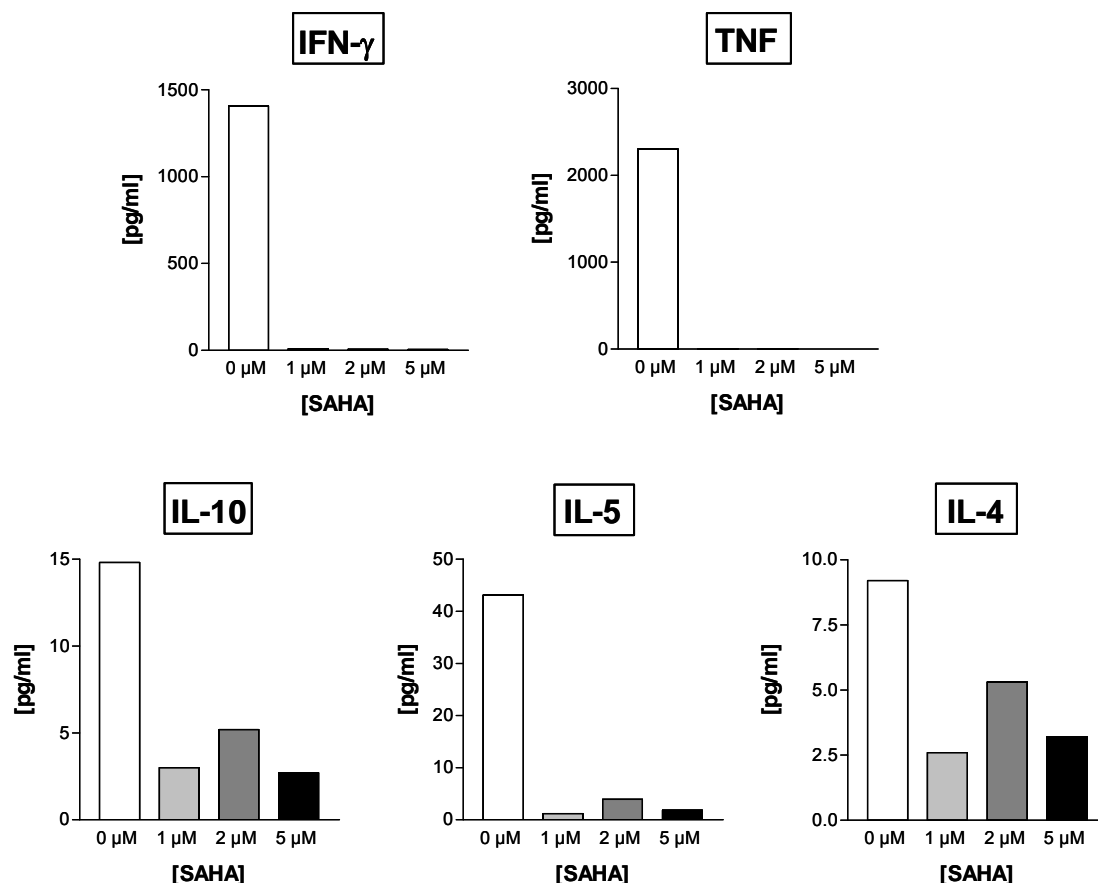 IFN-γ
TNF
1500
1000
500
0
[pg/ml]
0 µM 1 µM 2 µM 5 µM
[SAHA]
3000
2000
1000
0
[pg/ml]
0 µM 1 µM 2 µM 5 µM
[SAHA]
IL-10
IL-5
IL-4
15
10
5
0
[pg/ml]
0 µM 1 µM 2 µM 5 µM
[SAHA]
50
40
30
20
10
0
[pg/ml]
0 µM 1 µM 2 µM 5 µM
[SAHA]
10.0
7.5
5.0
2.5
0.0
[pg/ml]
0 µM 1 µM 2 µM 5 µM
[SAHA]